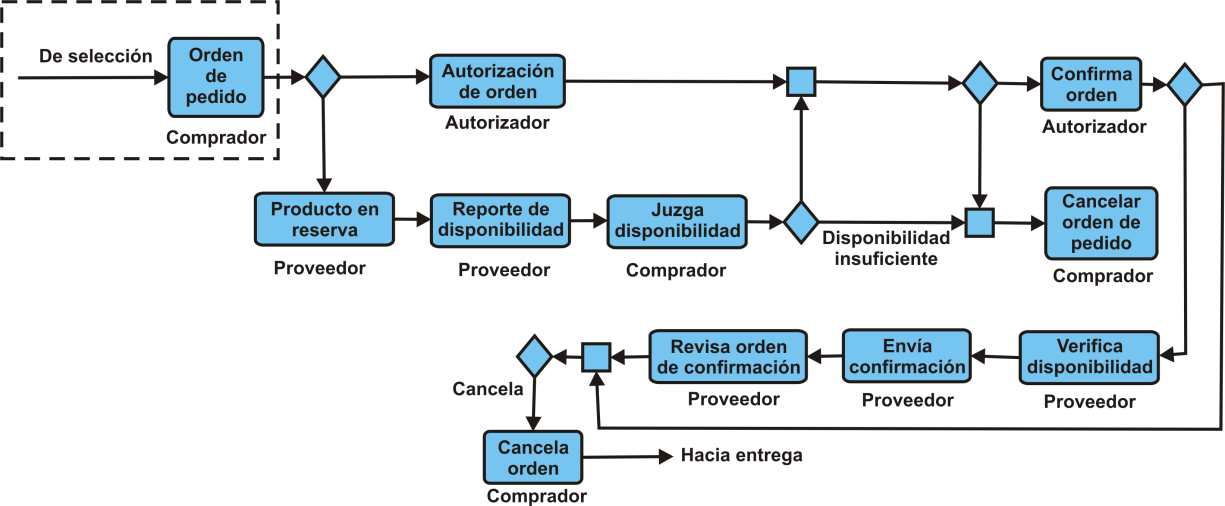 De selección
Orden
de
pedido
Comprador
Autorización
de orden
Autorizador
Confirma
orden
Autorizador
Producto en
reserva
Proveedor
Reporte de
disponibilidad
Proveedor
Juzga
disponibilidad
Comprador
Disponibilidad
insuficiente
Cancelar
orden de
pedido
Comprador
Revisa orden
de confirmación
Proveedor
Envía
confirmación
Proveedor
Verifica
disponibilidad
Proveedor
Cancela
Cancela
orden
Comprador
Hacia entrega